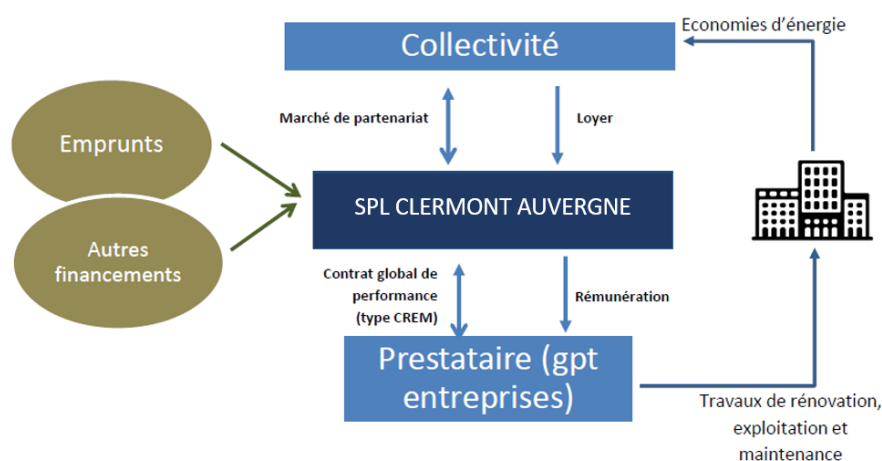 Economies d'énergie
Collectivité
Marché de partenariat
Loyer
Emprunts
SPL CLERMONT AUVERGNE
Autres
financements
Contrat global de
performance
(type CREM)
Rémunération
Prestataire (gpt
entreprises)
Travaux de rénovation,
exploitation et
maintenance